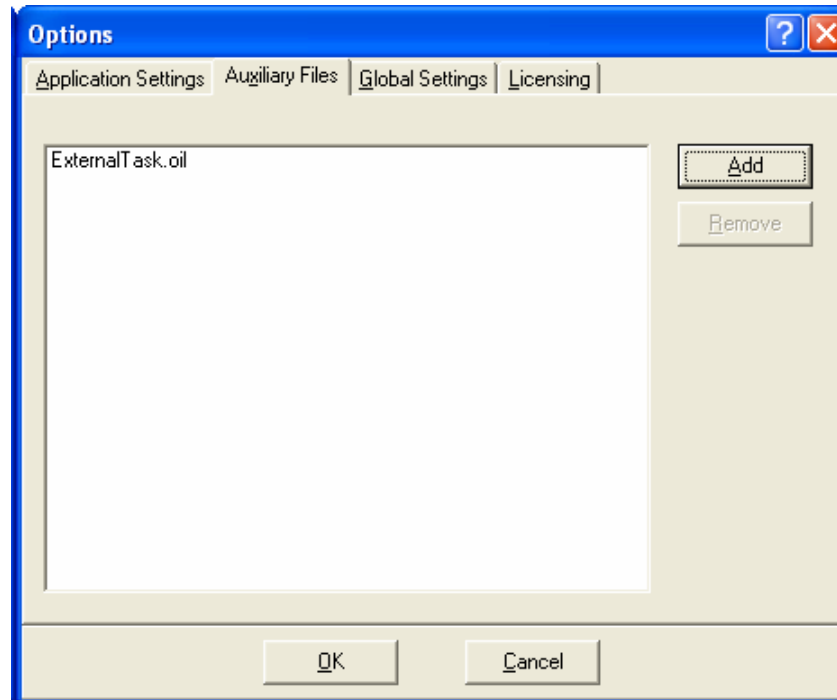 Options
Application Settings Auxiliary Files Global Settings Licensing
ExternalTask.oil
Add
Remove
OK Cancel